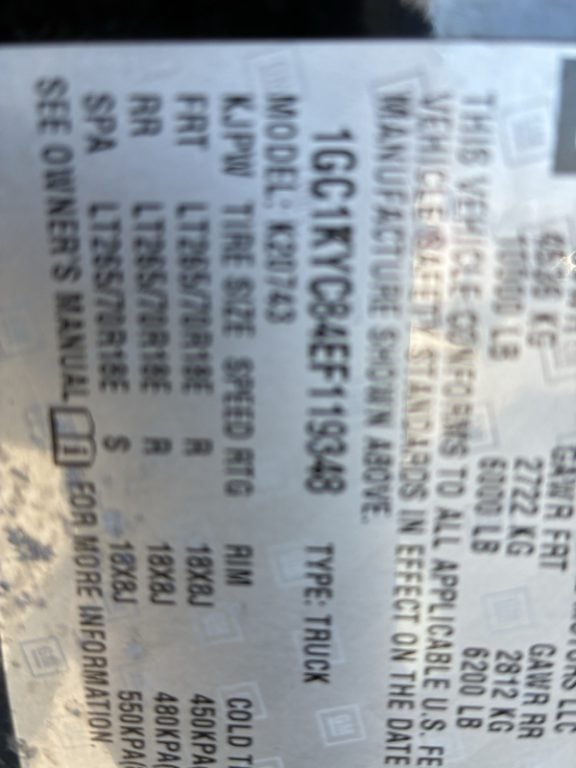 GAWR FRT GAWR RR
KG 2722 KG 2812 KG
LB 6000 LB 6200 LB
THIS VEHICLE CONFORMS TO ALL APPLICABLE U.S. FE
VEHICLE SAFETY STANDARDS IN EFFECT ON THE DATE
MANUFACTURE SHOWN ABOVE.
1GC1KYC84EF119348 TYPE: TRUCK
MODEL: K20743
KJPW TIRE SIZE SPEED RTG RIM COLD TI
FRT LT265/70R18E R 18X8J 450KPA
RR LT265/70R18E R 18X8J 480KPA(
SPA LT265/70R18E S 18X8J 550KPA(
SEE OWNER'S MANUAL FOR MORE INFORMATION.